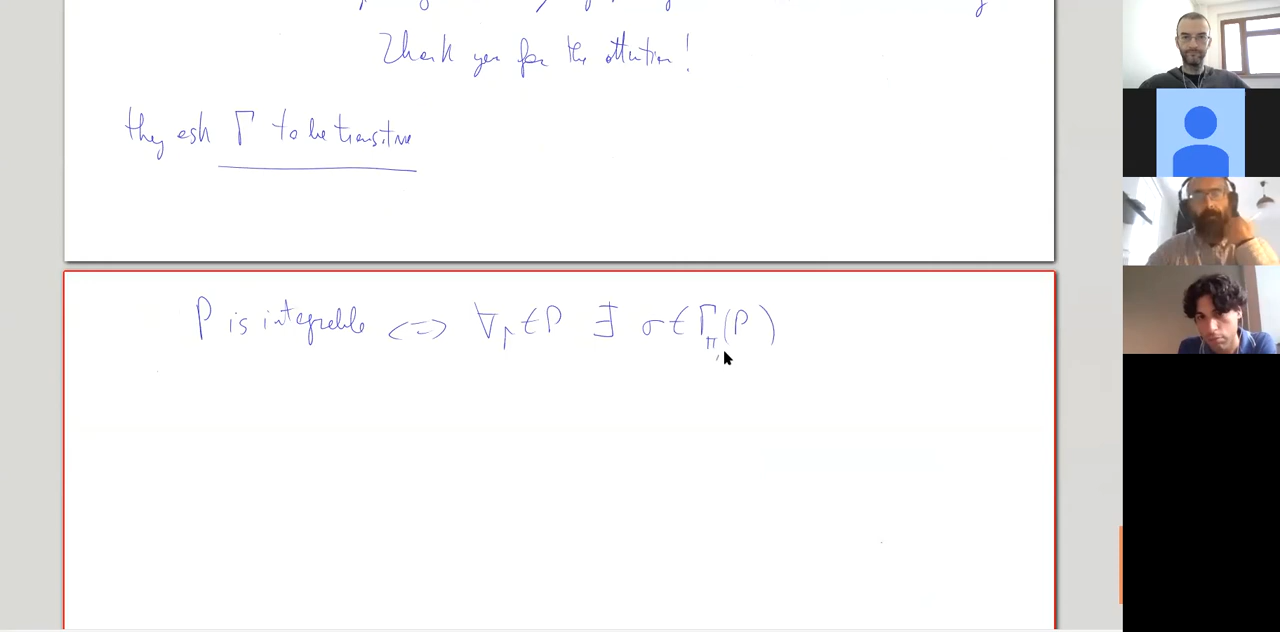 Thank you for the attention!
they ask Γ to be transitive
P is integrable <=> ∀p∈P ∃ σ∈Γ_π(P)